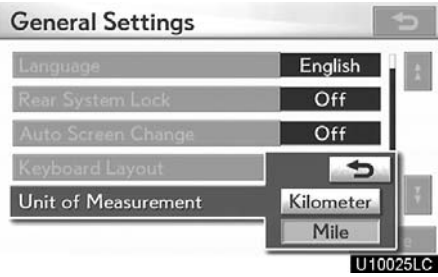 General Settings
Language English
Rear System Lock Off
Auto Screen Change Off
Keyboard Layout
Unit of Measurement Kilometer
Mile
U10025LC